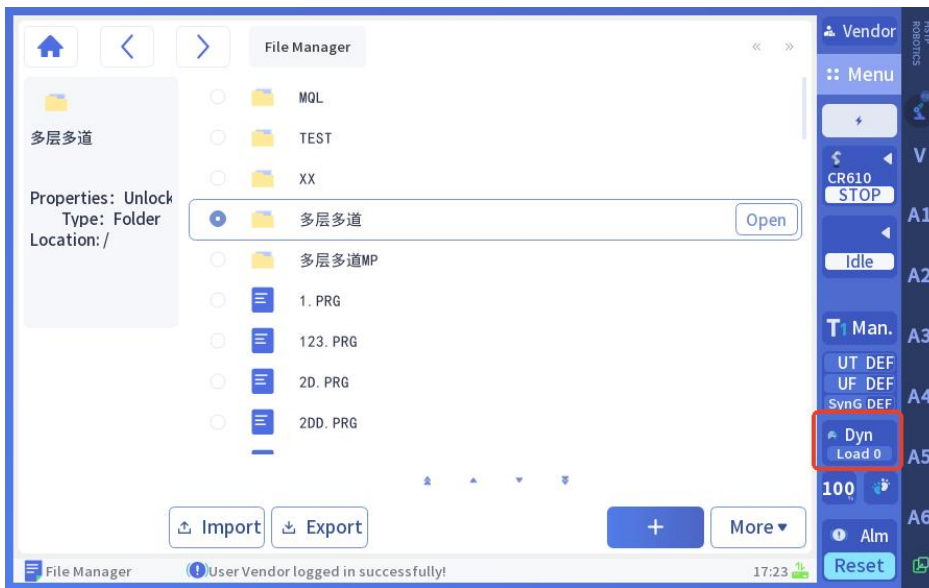 File Manager
«
»
多层多道
Properties: Unlock
Type: Folder
Location: /
MQL
TEST
XX
多层多道
Open
多层多道MP
1. PRG
123. PRG
2D. PRG
2DD. PRG
Import
Export
+
More
File Manager
User Vendor logged in successfully!
17:23
Vendor
Menu
CR610
STOP
Idle
T1 Man.
UT DEF
UF DEF
SynG DEF
Dyn
Load 0
100
%
Alm
Reset
ROBOTICS
V
A1
A2
A3
A4
A5
A6